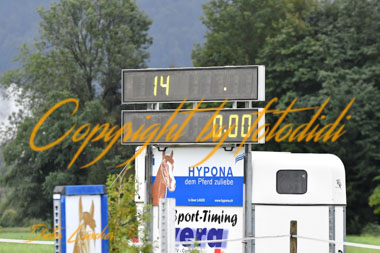 14 .
0.00
Copyright by fotodidi
HYPONA
dem Pferd zuliebe
Sport-Timing